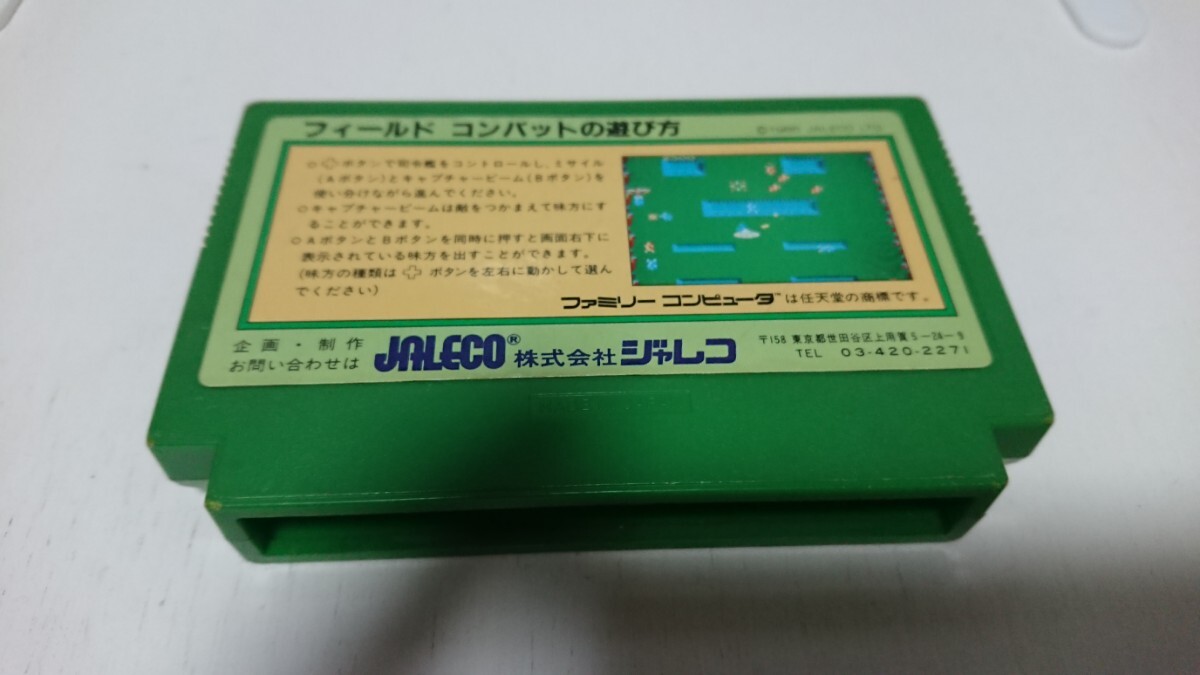 フィールド コンバットの遊び方
©1985 JALECO LTD.
○✚ボタンで司令艦をコントロールし、ミサイル
(Aボタン)とキャプチャービーム(Bボタン)を
使い分けながら進んでください。
○キャプチャービームは敵をつかまえて味方にす
ることができます。
○AボタンとBボタンを同時に押すと画面右下に
表示されている味方を出すことができます。
(味方の種類は✚ボタンを左右に動かして選ん
でください)
ファミリー コンピュータ™は任天堂の商標です。
企画・制作
お問い合わせは
JALECO® 株式会社ジャレコ
〒158 東京都世田谷区上用賀5-24-9
TEL 03-420-2271